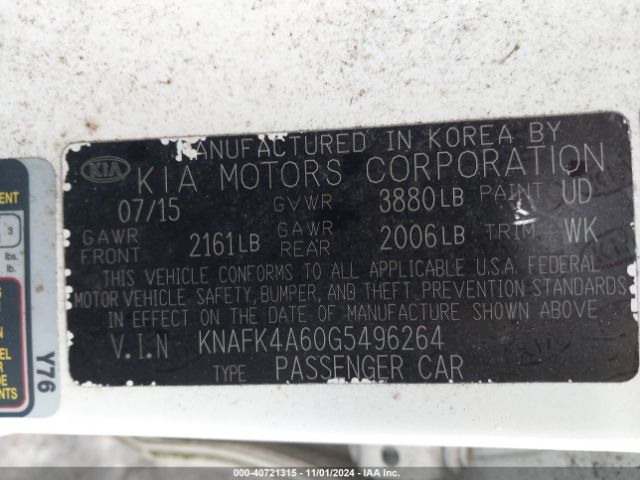 MANUFACTURED IN KOREA BY
KIA KIA MOTORS CORPORATION
07/15 GVWR 3880LB PAINT UD
GAWR FRONT 2161LB GAWR REAR 2006LB TRIM WK
THIS VEHICLE CONFORMS TO ALL APPLICABLE U.S.A. FEDERAL
MOTOR VEHICLE, SAFETY, BUMPER, AND THEFT PREVENTION STANDARDS
IN EFFECT ON THE DATE OF MANUFACTURE SHOWN ABOVE
V.I.N KNAFK4A60G5496264
TYPE PASSENGER CAR
3
lbs.
lb.
Y76
000-40721315 - 11/01/2024 - IAA Inc.